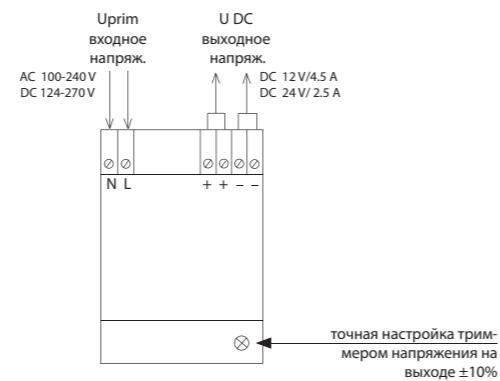 Uprim
входное
напряж.
AC 100-240 V
DC 124-270 V
U DC
выходное
напряж.
DC 12 V/4.5 A
DC 24 V/ 2.5 A
N L
+ + – –
точная настройка трим-
мером напряжения на
выходе ±10%